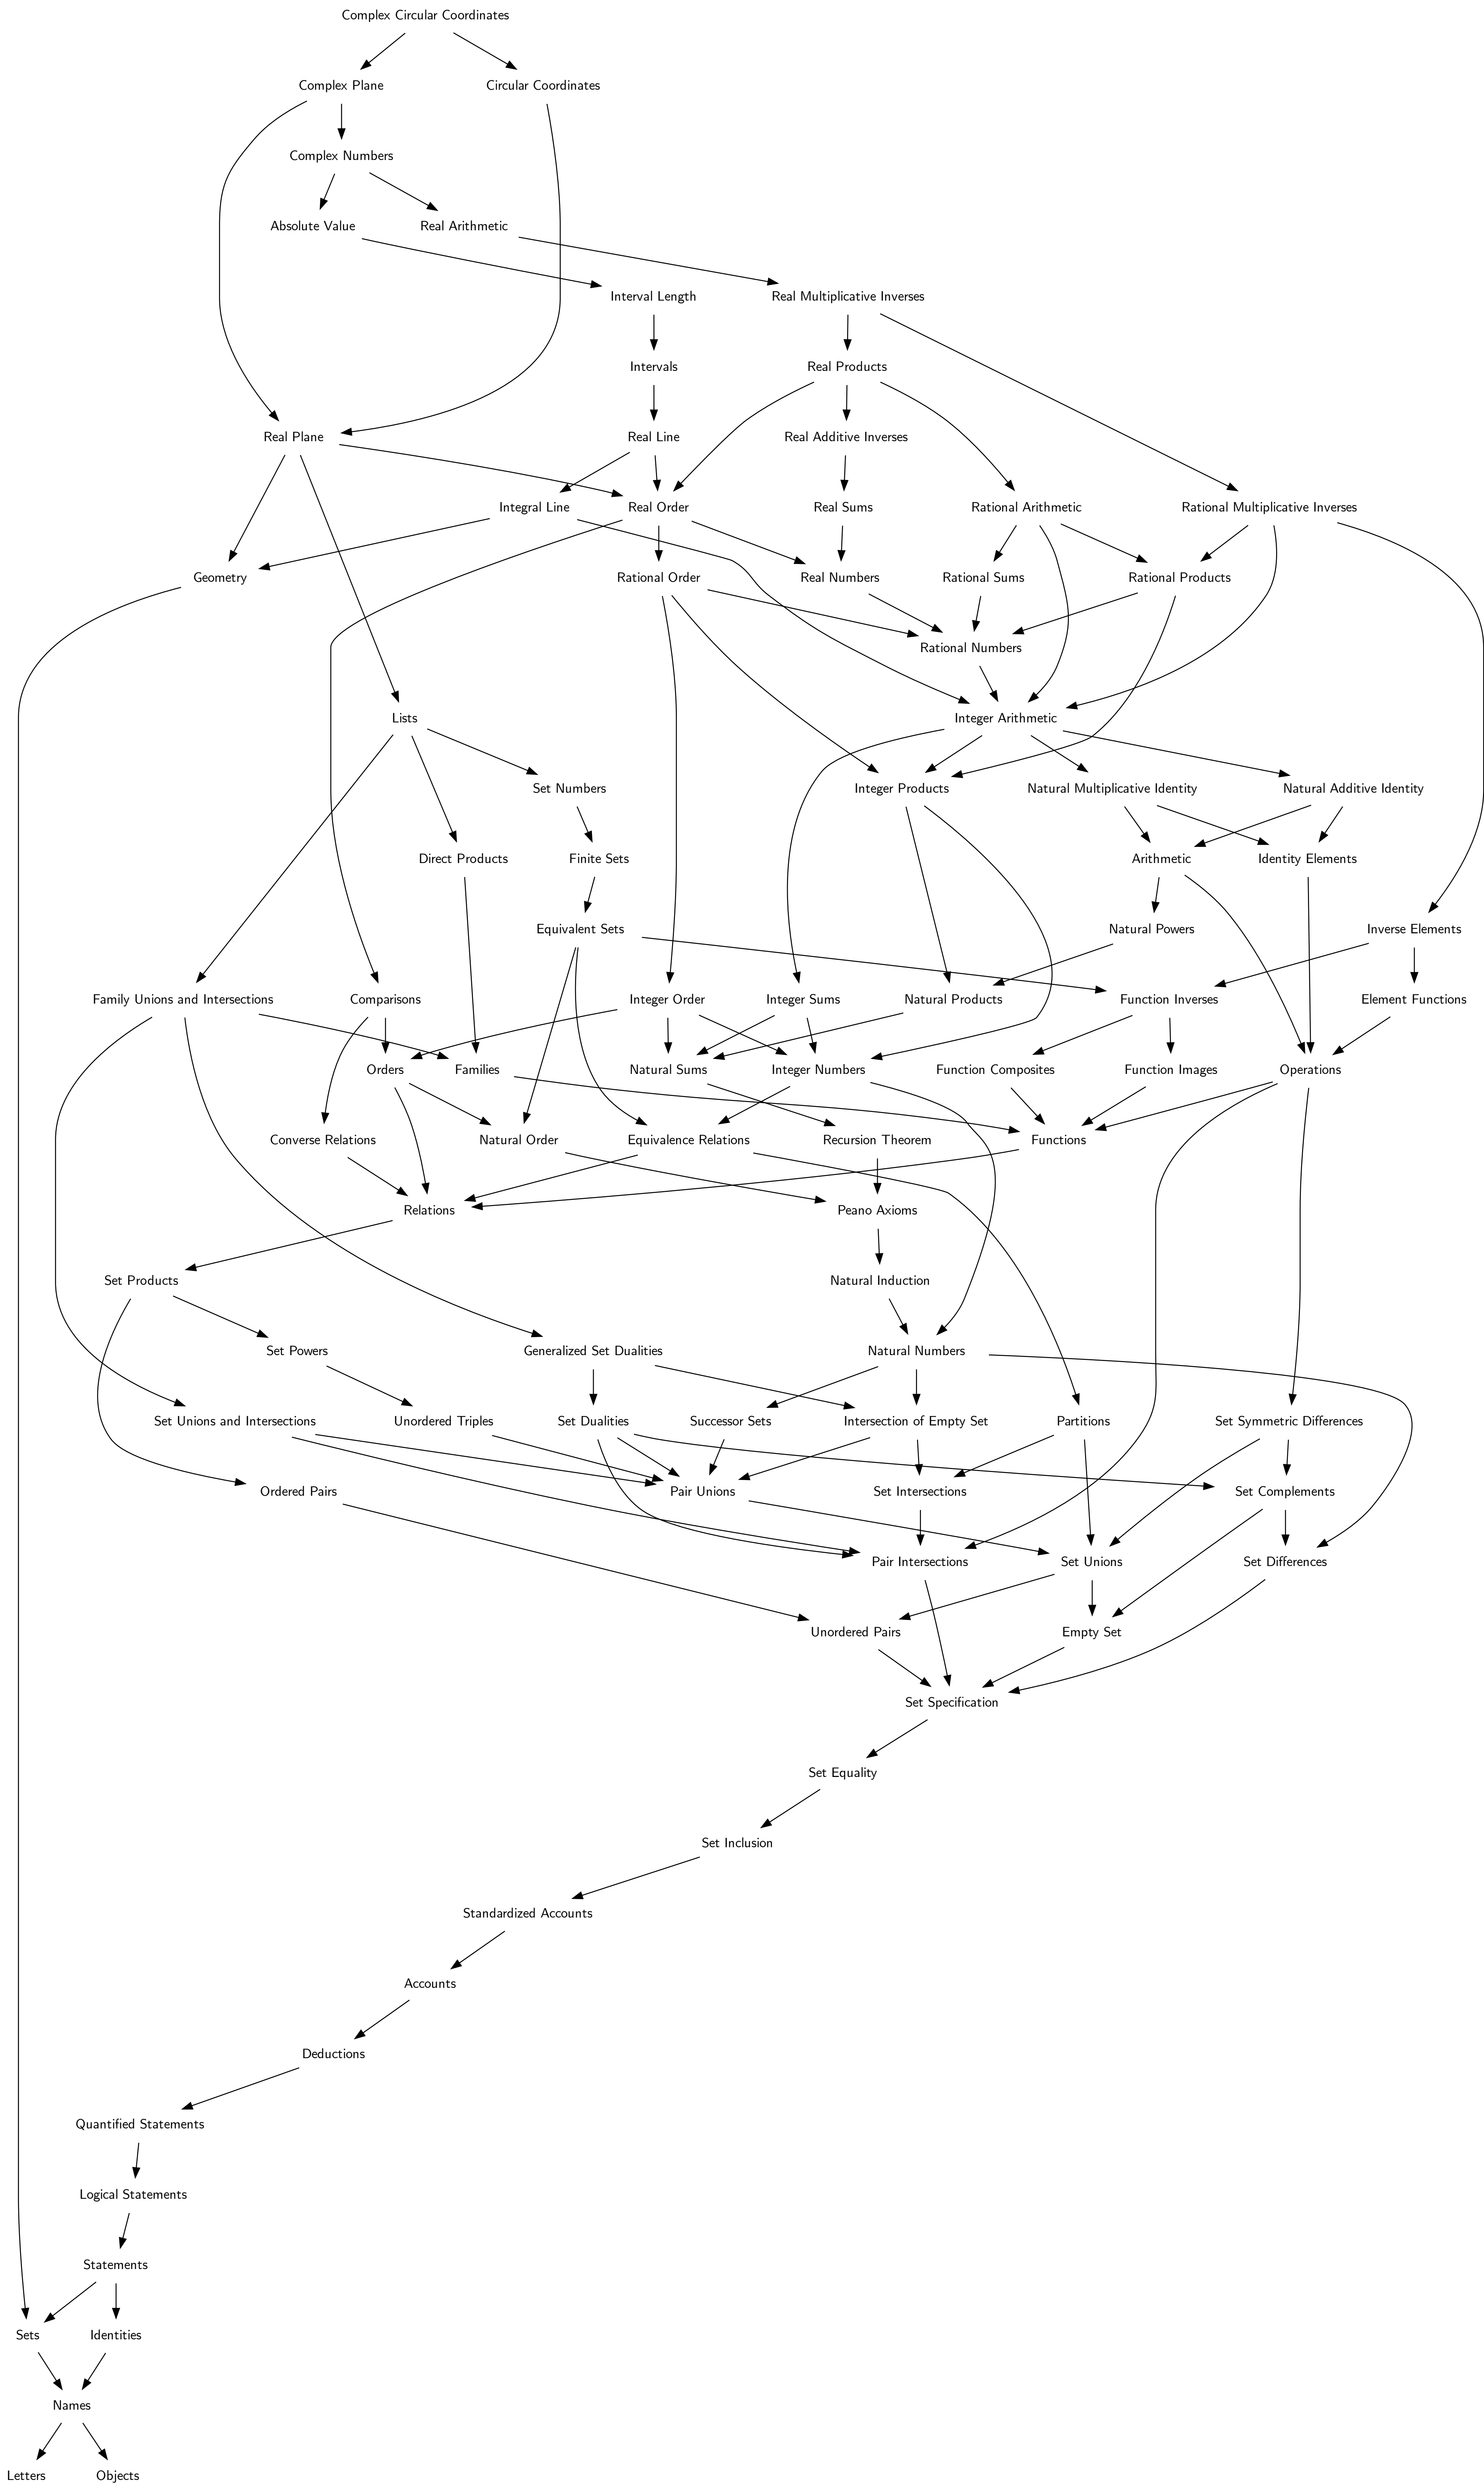 Complex Circular Coordinates
Complex Plane
Circular Coordinates
Complex Numbers
Absolute Value
Real Arithmetic
Interval Length
Real Multiplicative Inverses
Intervals
Real Products
Real Plane
Real Line
Real Additive Inverses
Integral Line
Real Order
Real Sums
Rational Arithmetic
Rational Multiplicative Inverses
Geometry
Rational Order
Real Numbers
Rational Sums
Rational Products
Rational Numbers
Lists
Integer Arithmetic
Set Numbers
Integer Products
Natural Multiplicative Identity
Natural Additive Identity
Direct Products
Finite Sets
Arithmetic
Identity Elements
Equivalent Sets
Natural Powers
Inverse Elements
Family Unions and Intersections
Comparisons
Integer Order
Integer Sums
Natural Products
Function Inverses
Element Functions
Orders
Families
Natural Sums
Integer Numbers
Function Composites
Function Images
Operations
Converse Relations
Natural Order
Equivalence Relations
Recursion Theorem
Functions
Relations
Peano Axioms
Set Products
Natural Induction
Set Powers
Generalized Set Dualities
Natural Numbers
Set Unions and Intersections
Unordered Triples
Set Dualities
Successor Sets
Intersection of Empty Set
Partitions
Set Symmetric Differences
Ordered Pairs
Pair Unions
Set Intersections
Set Complements
Pair Intersections
Set Unions
Set Differences
Unordered Pairs
Empty Set
Set Specification
Set Equality
Set Inclusion
Standardized Accounts
Accounts
Deductions
Quantified Statements
Logical Statements
Statements
Sets
Identities
Names
Letters
Objects